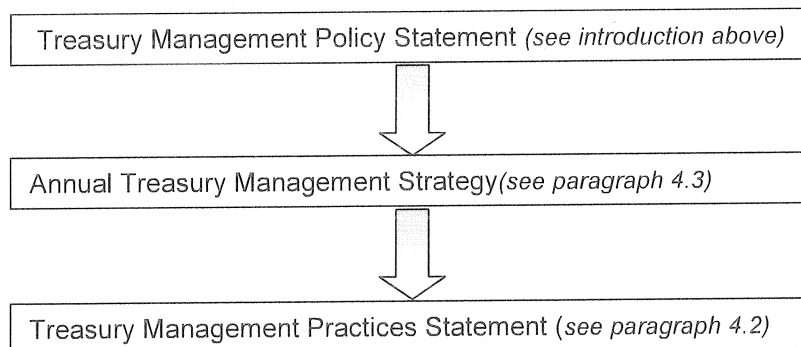 Treasury Management Policy Statement (see introduction above)
Annual Treasury Management Strategy(see paragraph 4.3)
Treasury Management Practices Statement (see paragraph 4.2)